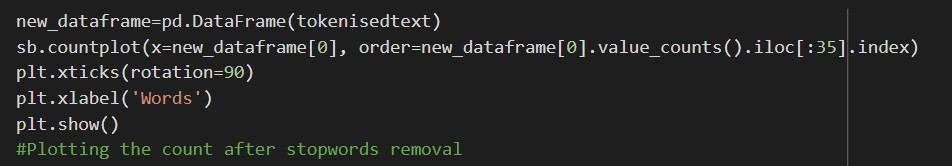 new_dataframe=pd.DataFrame(tokenisedtext)
sb.countplot(x=new_dataframe[0], order=new_dataframe[0].value_counts().iloc[:35].index)
plt.xticks(rotation=90)
plt.xlabel('Words')
plt.show()
#Plotting the count after stopwords removal